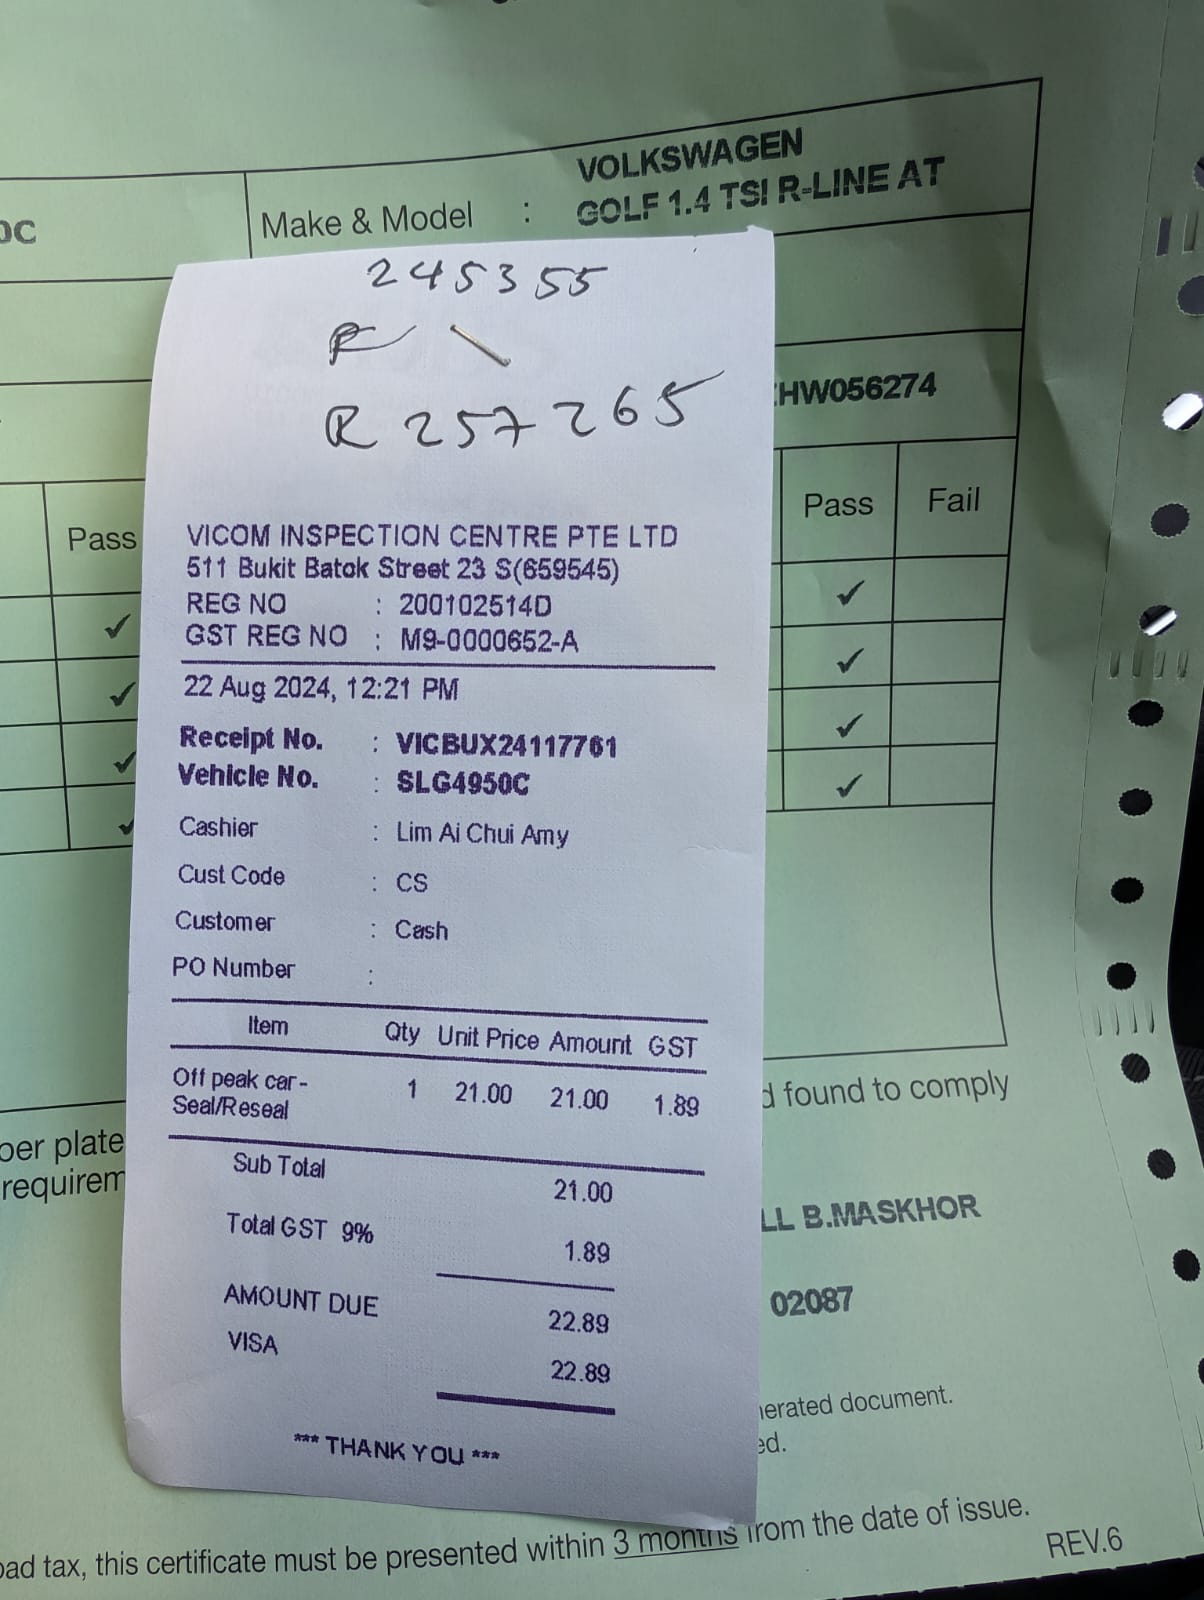 VOLKSWAGEN
GOLF 1.4 TSI R-LINE AT
0C
Make & Model :
245355
F
R 257265
HW056274
Pass
Pass Fail
VICOM INSPECTION CENTRE PTE LTD
511 Bukit Batok Street 23 S(659545)
REG NO : 200102514D
GST REG NO : M9-0000652-A
22 Aug 2024, 12:21 PM
Receipt No. : VICBUX24117761
Vehicle No. : SLG4950C
Cashier : Lim Ai Chui Amy
Cust Code : CS
Customer : Cash
PO Number :
Item Qty Unit Price Amount GST
Off peak car- 1 21.00 21.00 1.89
Seal/Reseal
d found to comply
ber plate
requirem
Sub Total 21.00
Total GST 9% 1.89
LL B.MASKHOR
AMOUNT DUE 22.89
02087
VISA 22.89
nerated document.
ed.
*** THANK YOU ***
oad tax, this certificate must be presented within 3 months from the date of issue.
REV.6